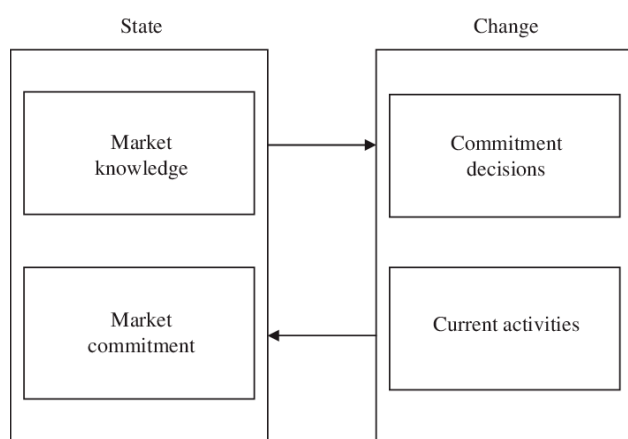 State
Change
Market
knowledge
Commitment
decisions
Market
commitment
Current activities